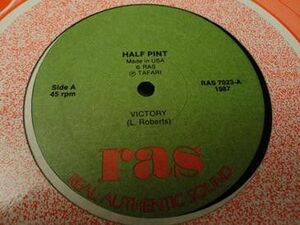 HALF PINT
Made in USA
© RAS
℗ TAFARI
Side A
45 rpm
RAS 7023-A
1987
VICTORY
(L. Roberts)
ras
REAL AUTHENTIC SOUND